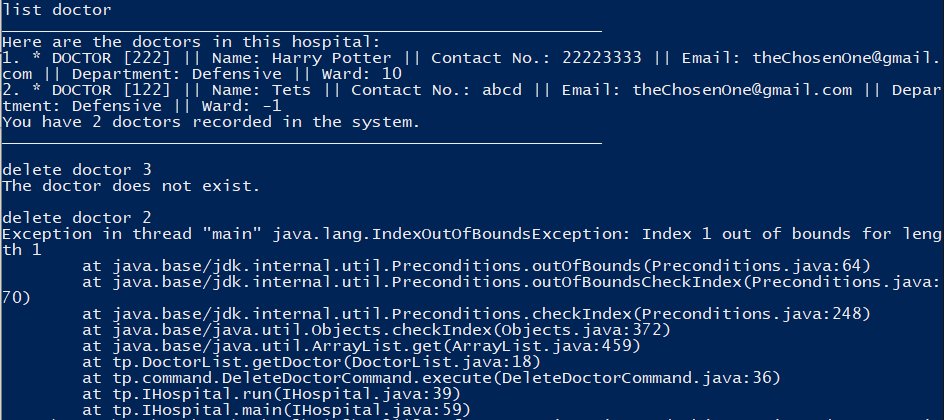 list doctor
____________________________________________________________
Here are the doctors in this hospital:
1. * DOCTOR [222] || Name: Harry Potter || Contact No.: 22223333 || Email: theChosenOne@gmail.
com || Department: Defensive || Ward: 10
2. * DOCTOR [122] || Name: Tets || Contact No.: abcd || Email: theChosenOne@gmail.com || Depar
tment: Defensive || Ward: -1
You have 2 doctors recorded in the system.
____________________________________________________________
delete doctor 3
The doctor does not exist.
delete doctor 2
Exception in thread "main" java.lang.IndexOutOfBoundsException: Index 1 out of bounds for leng
th 1
at java.base/jdk.internal.util.Preconditions.outOfBounds(Preconditions.java:64)
at java.base/jdk.internal.util.Preconditions.outOfBoundsCheckIndex(Preconditions.java:
70)
at java.base/jdk.internal.util.Preconditions.checkIndex(Preconditions.java:248)
at java.base/java.util.Objects.checkIndex(Objects.java:372)
at java.base/java.util.ArrayList.get(ArrayList.java:459)
at tp.DoctorList.getDoctor(DoctorList.java:18)
at tp.command.DeleteDoctorCommand.execute(DeleteDoctorCommand.java:36)
at tp.IHospital.run(IHospital.java:39)
at tp.IHospital.main(IHospital.java:59)